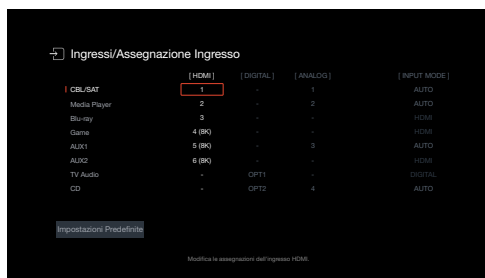 Ingressi/Assegnazione Ingresso
[ HDMI ] [ DIGITAL ] [ ANALOG ] [ INPUT MODE ]
CBL/SAT 1 - 1 AUTO
Media Player 2 - 2 AUTO
Blu-ray 3 - - HDMI
Game 4 (8K) - - HDMI
AUX1 5 (8K) - 3 AUTO
AUX2 6 (8K) - - HDMI
TV Audio - OPT1 - DIGITAL
CD - OPT2 4 AUTO
Impostazioni Predefinite
Modifica le assegnazioni dell'ingresso HDMI.